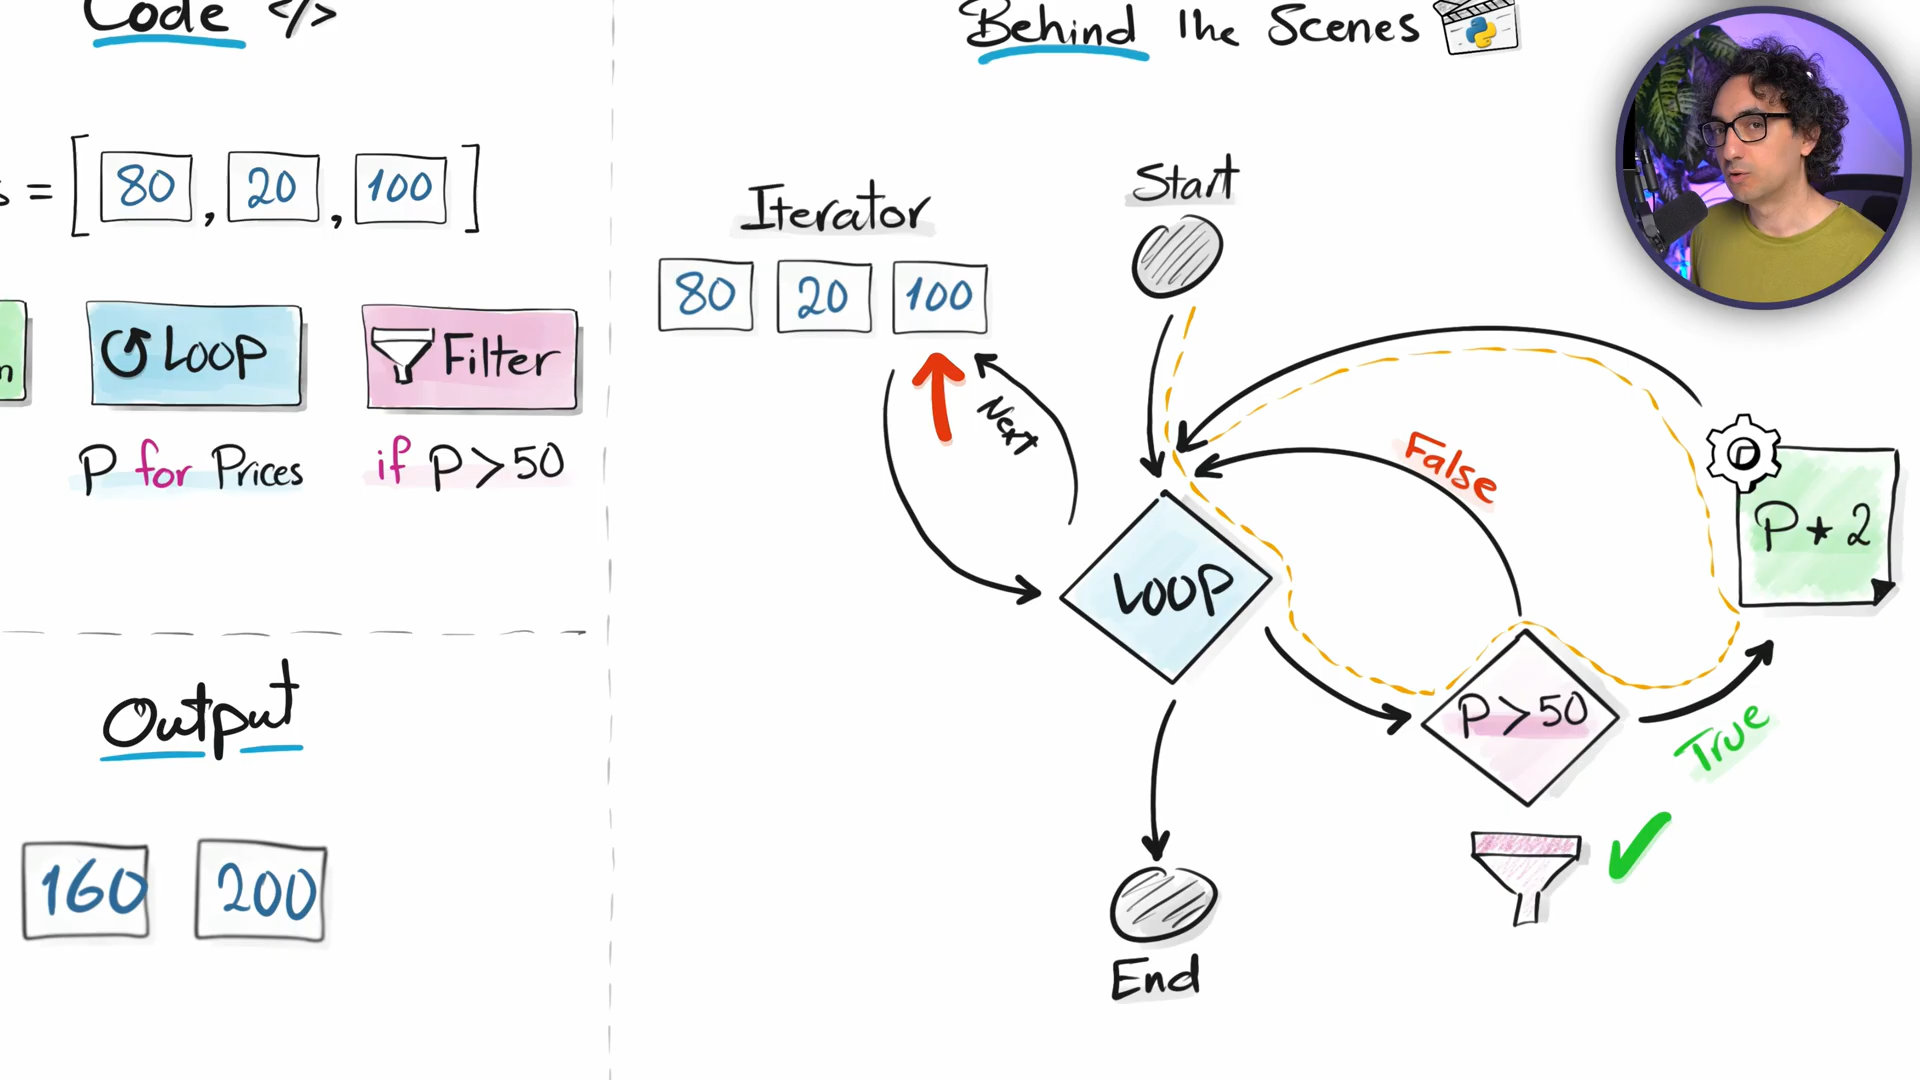 Code </>
s = [ 80 , 20 , 100 ]
n
Loop
Filter
P for Prices
if P > 50
Output
160 200
Behind The Scenes
Iterator
80 20 100
Next
Start
Loop
False
P > 50
True
P * 2
End